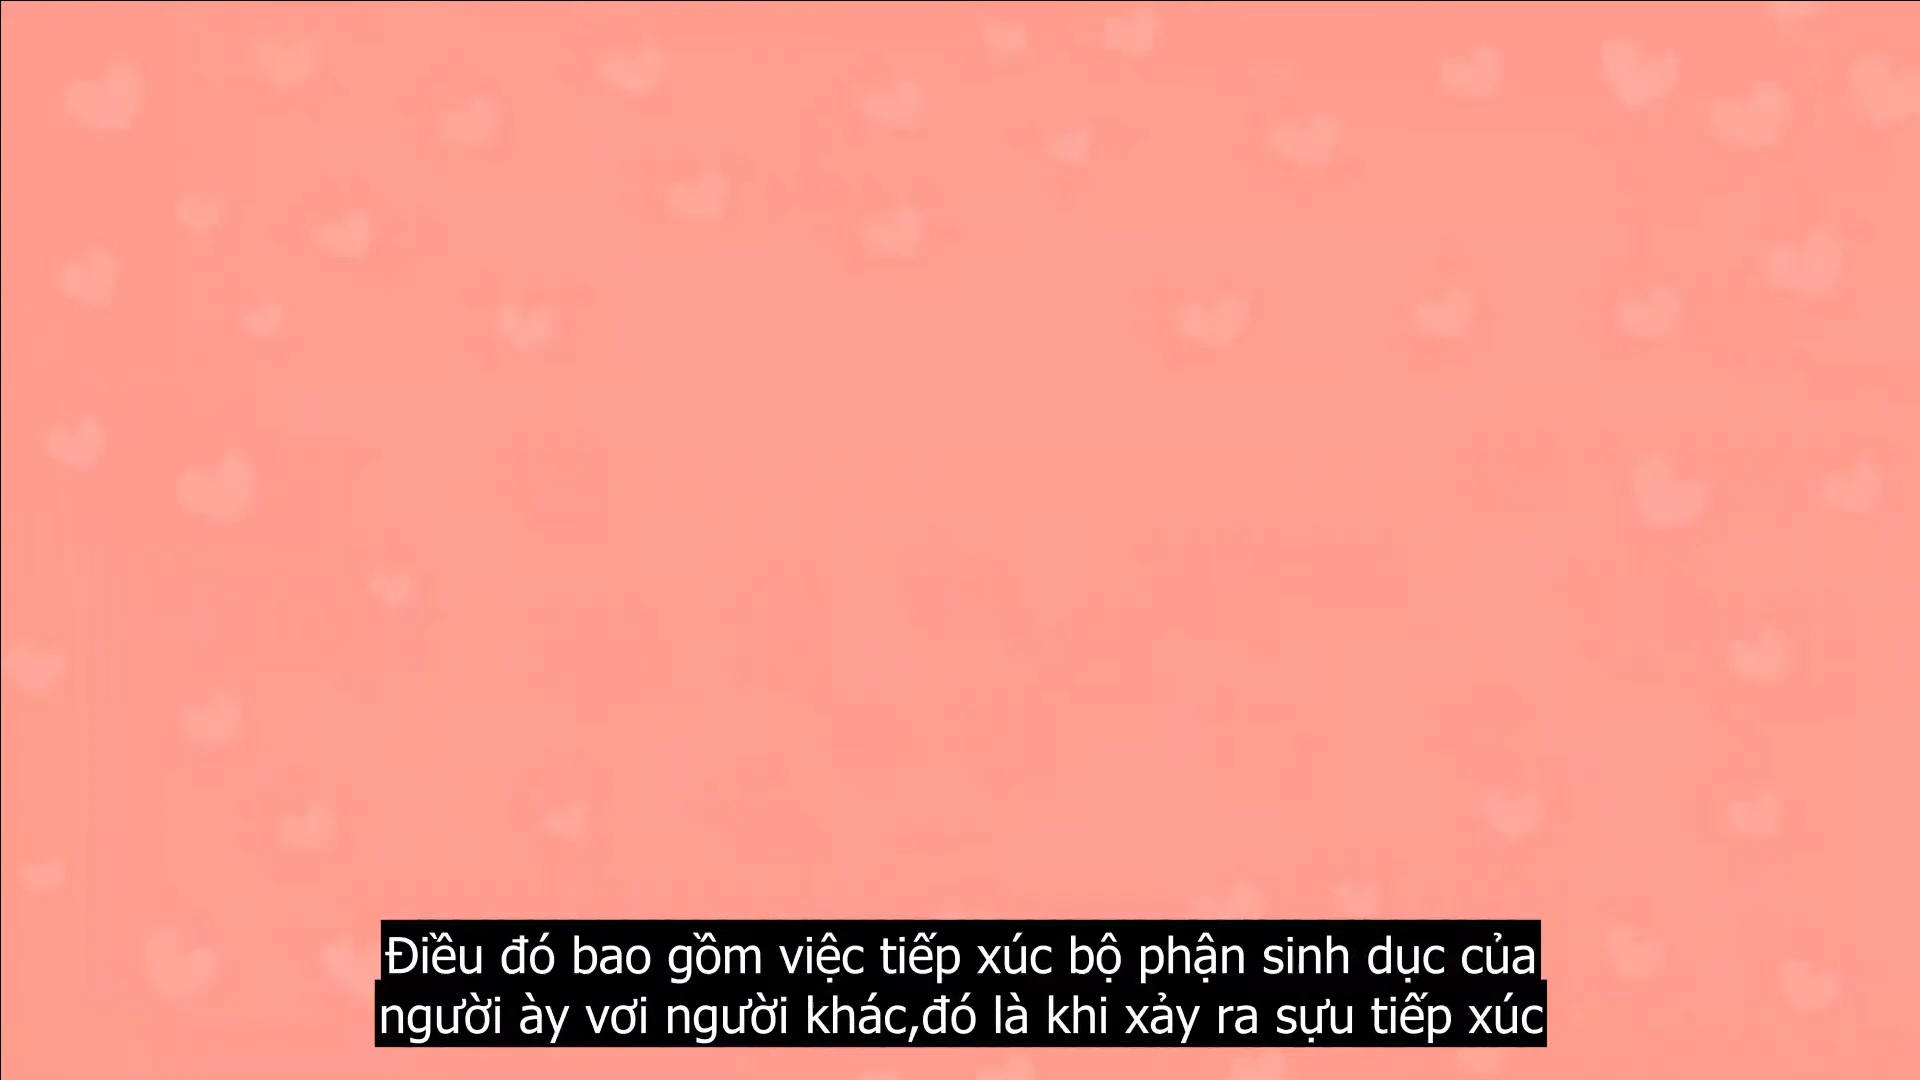 Điều đó bao gồm việc tiếp xúc bộ phận sinh dục của
người ày vơi người khác,đó là khi xảy ra sựu tiếp xúc